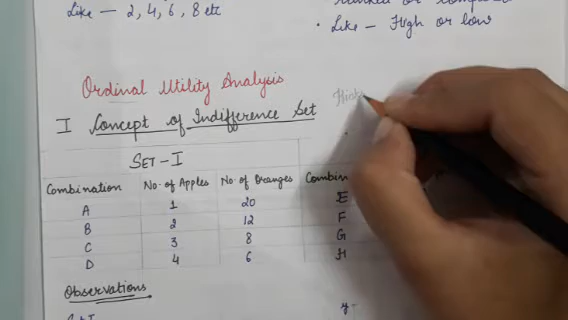 Like — 2, 4, 6, 8 etc
• Like — High or low
Ordinal Utility Analysis
I Concept of Indifference Set
SET - I
Combination No. of Apples No. of Oranges
A 1 20
B 2 12
C 3 8
D 4 6
E
F
G
H
Observations
y